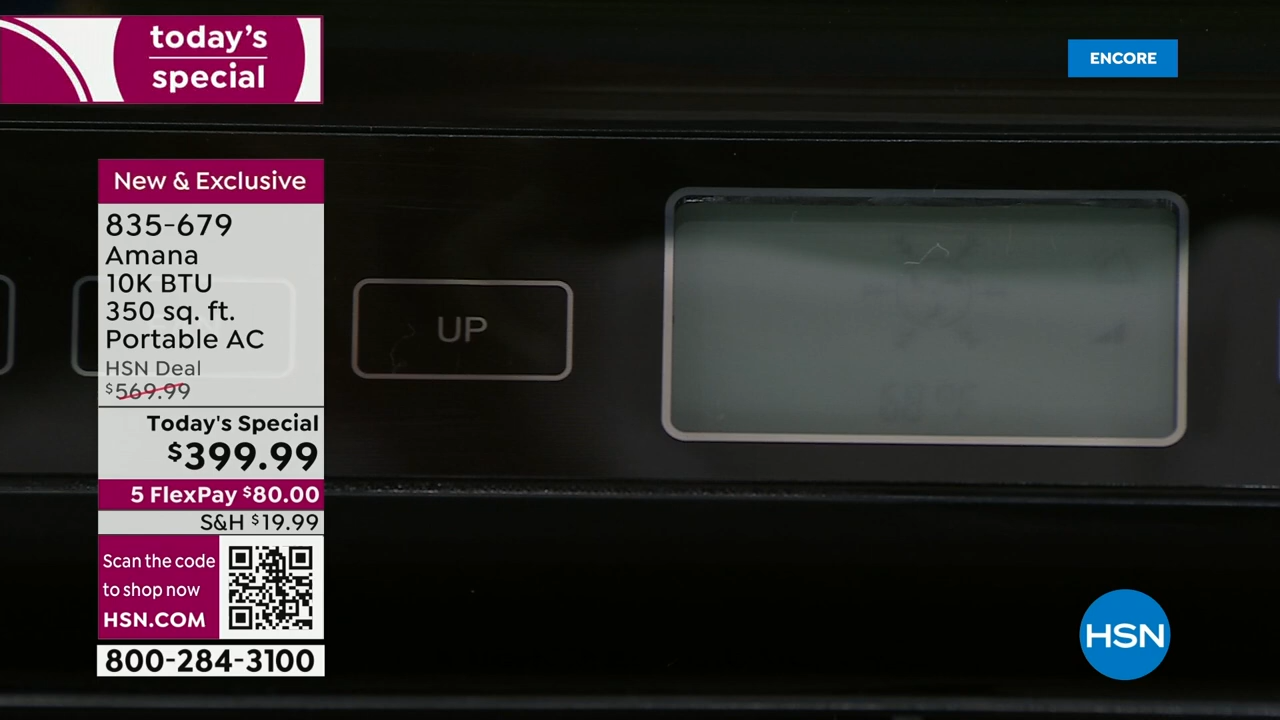 today's
special
ENCORE
New & Exclusive
835-679
Amana
10K BTU
350 sq. ft.
Portable AC
HSN Deal
$569.99
Today's Special
$399.99
5 FlexPay $80.00
S&H $19.99
Scan the code
to shop now
HSN.COM
800-284-3100
UP
HSN